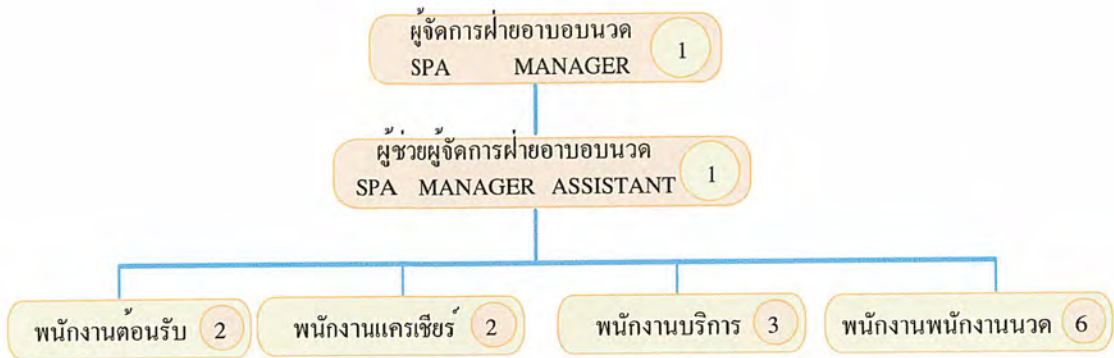 ผู้จัดการฝ่ายอาบอบนวด
SPA MANAGER
1
ผู้ช่วยผู้จัดการฝ่ายอาบอบนวด
SPA MANAGER ASSISTANT
1
พนักงานต้อนรับ 2
พนักงานแครเชียร์ 2
พนักงานบริการ 3
พนักงานพนักงานนวด 6